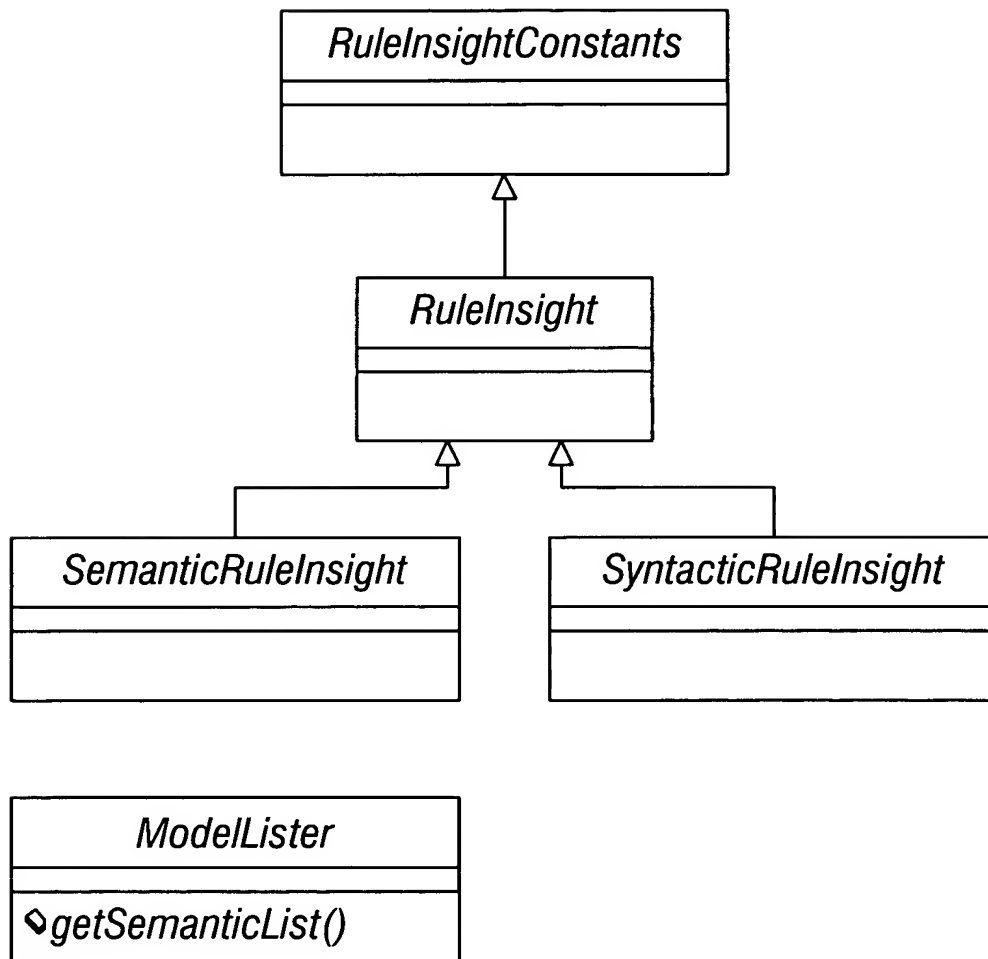 RuleInsightConstants
RuleInsight
SemanticRuleInsight
SyntacticRuleInsight
ModelLister
getSemanticList()